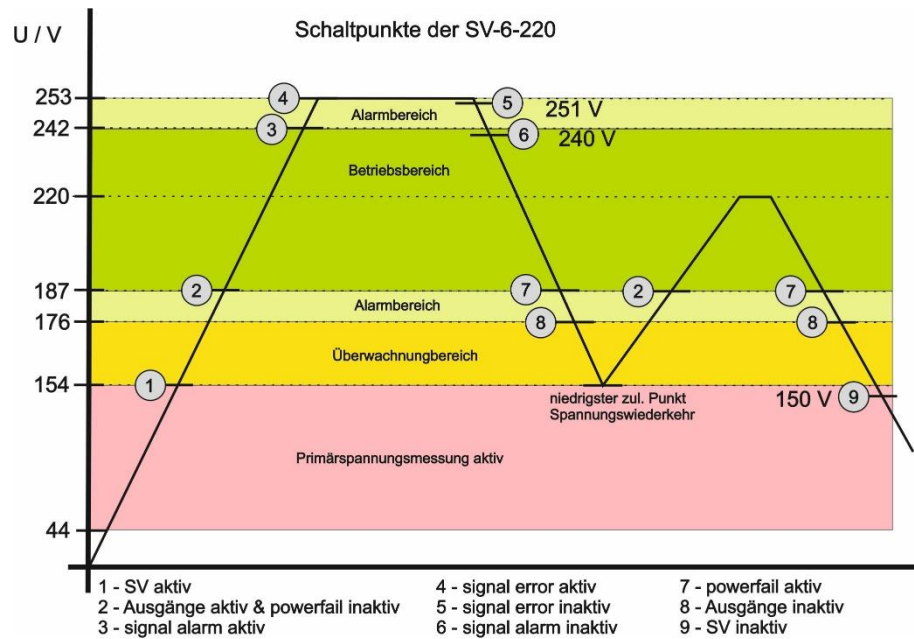 Schaltpunkte der SV-6-220
U / V
253
4
5
251 V
Alarmbereich
242
3
6
240 V
Betriebsbereich
220
187
2
7
2
7
Alarmbereich
176
8
8
Überwachnungbereich
154
1
niedrigster zul. Punkt
Spannungswiederkehr
150 V
9
Primärspannungsmessung aktiv
44
1 - SV aktiv
2 - Ausgänge aktiv & powerfail inaktiv
3 - signal alarm aktiv
4 - signal error aktiv
5 - signal error inaktiv
6 - signal alarm inaktiv
7 - powerfail aktiv
8 - Ausgänge inaktiv
9 - SV inaktiv